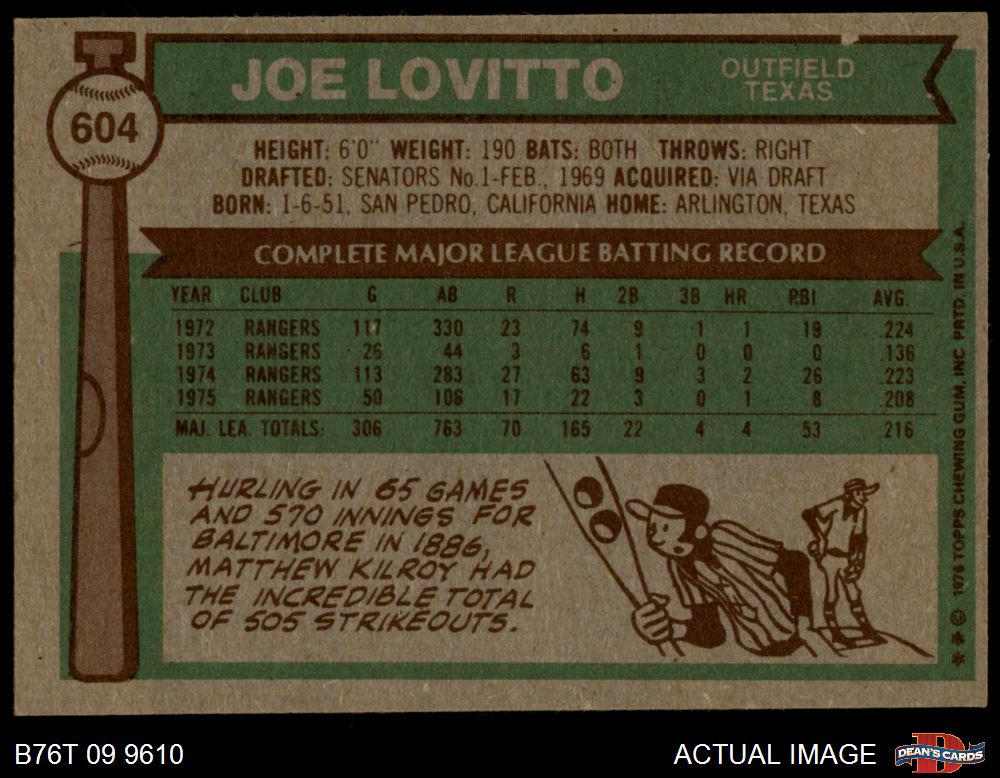 604
JOE LOVITTO
OUTFIELD
TEXAS
HEIGHT: 6'0" WEIGHT: 190 BATS: BOTH THROWS: RIGHT
DRAFTED: SENATORS No.1-FEB., 1969 ACQUIRED: VIA DRAFT
BORN: 1-6-51, SAN PEDRO, CALIFORNIA HOME: ARLINGTON, TEXAS
COMPLETE MAJOR LEAGUE BATTING RECORD
YEAR CLUB G AB R H 2B 3B HR RBI AVG.
1972 RANGERS 117 330 23 74 9 1 1 19 .224
1973 RANGERS 26 44 3 6 1 0 0 0 .136
1974 RANGERS 113 283 27 63 9 3 2 26 .223
1975 RANGERS 50 106 17 22 3 0 1 8 .208
MAJ. LEA. TOTALS: 306 763 70 165 22 4 4 53 .216
HURLING IN 65 GAMES
AND 570 INNINGS FOR
BALTIMORE IN 1886,
MATTHEW KILROY HAD
THE INCREDIBLE TOTAL
OF 505 STRIKEOUTS.
** © 1976 TOPPS CHEWING GUM, INC PRTD. IN U.S.A.
B76T 09 9610
ACTUAL IMAGE
DEAN'S CARDS